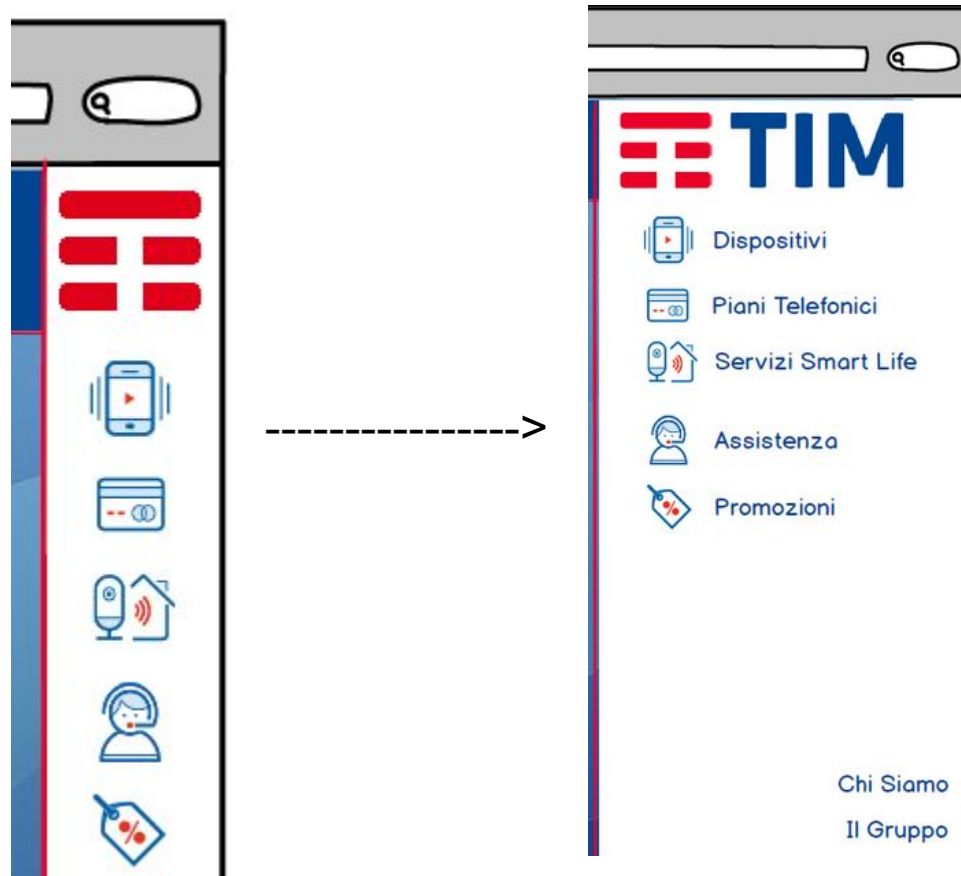 TIM
Dispositivi
Piani Telefonici
Servizi Smart Life
Assistenza
Promozioni
Chi Siamo
Il Gruppo